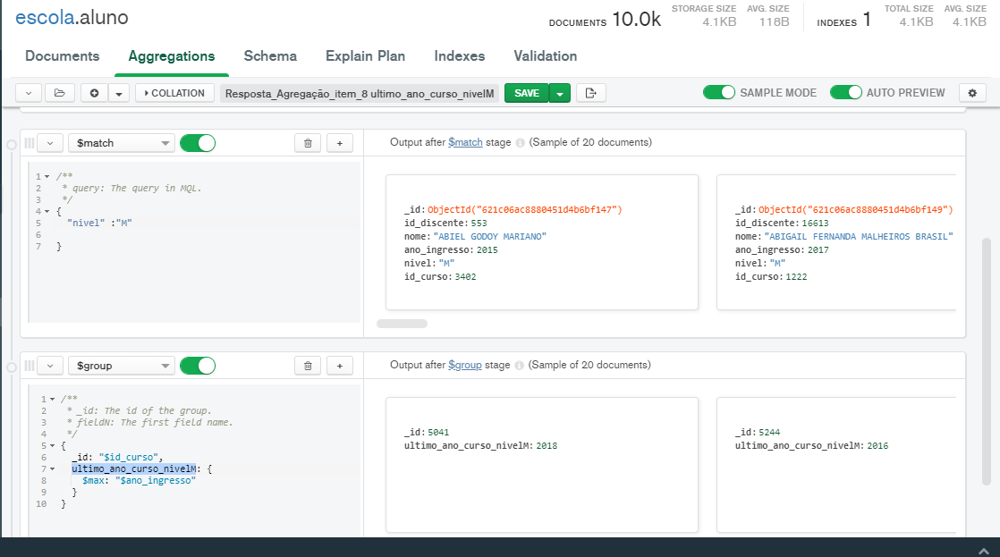 escola.aluno
DOCUMENTS 10.0k STORAGE SIZE 4.1KB AVG. SIZE 118B INDEXES 1 TOTAL SIZE 4.1KB AVG. SIZE 4.1KB
Documents Aggregations Schema Explain Plan Indexes Validation
COLLATION Resposta_Agregação_item_8 ultimo_ano_curso_nivelM SAVE SAMPLE MODE AUTO PREVIEW
$match
Output after $match stage (Sample of 20 documents)
1 /**
2 * query: The query in MQL.
3 */
4 {
5 "nivel" :"M"
6
7 }
_id: ObjectId("621c06ac8880451d4b6bf147")
id_discente: 553
nome: "ABIEL GODOY MARIANO"
ano_ingresso: 2015
nivel: "M"
id_curso: 3402
_id: ObjectId("621c06ac8880451d4b6bf149")
id_discente: 16613
nome: "ABIGAIL FERNANDA MALHEIROS BRASIL"
ano_ingresso: 2017
nivel: "M"
id_curso: 1222
$group
Output after $group stage (Sample of 20 documents)
1 /**
2 * _id: The id of the group.
3 * fieldN: The first field name.
4 */
5 {
6 _id: "$id_curso",
7 ultimo_ano_curso_nivelM: {
8 $max: "$ano_ingresso"
9 }
10 }
_id: 5041
ultimo_ano_curso_nivelM: 2018
_id: 5244
ultimo_ano_curso_nivelM: 2016